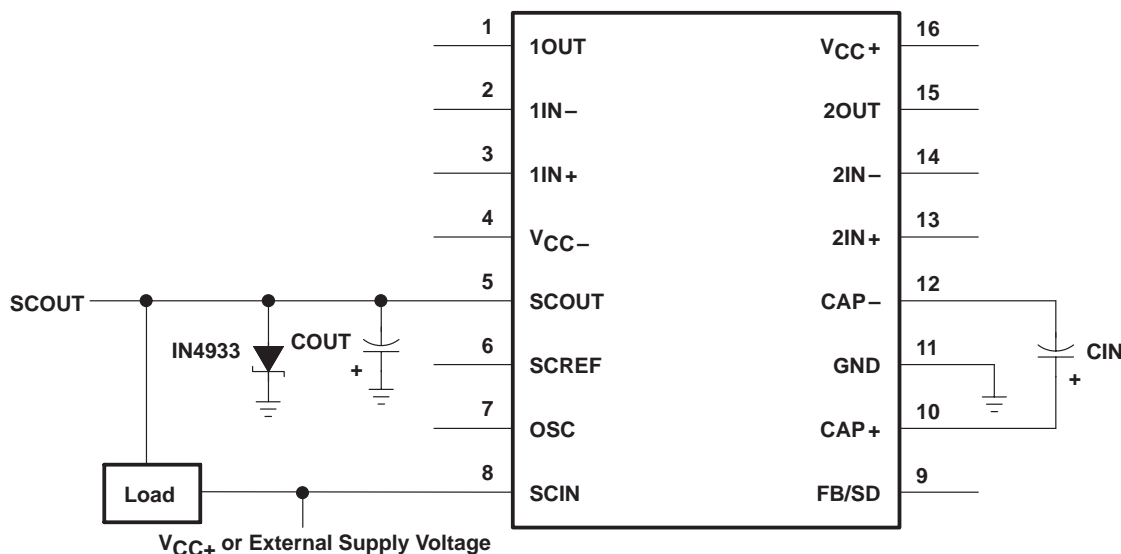 1
1OUT
VCC+
16
2
1IN−
2OUT
15
3
1IN+
2IN−
14
4
VCC−
2IN+
13
SCOUT
5
SCOUT
CAP−
12
IN4933
COUT
+
6
SCREF
GND
11
CIN
+
7
OSC
CAP+
10
Load
8
SCIN
FB/SD
9
VCC+ or External Supply Voltage